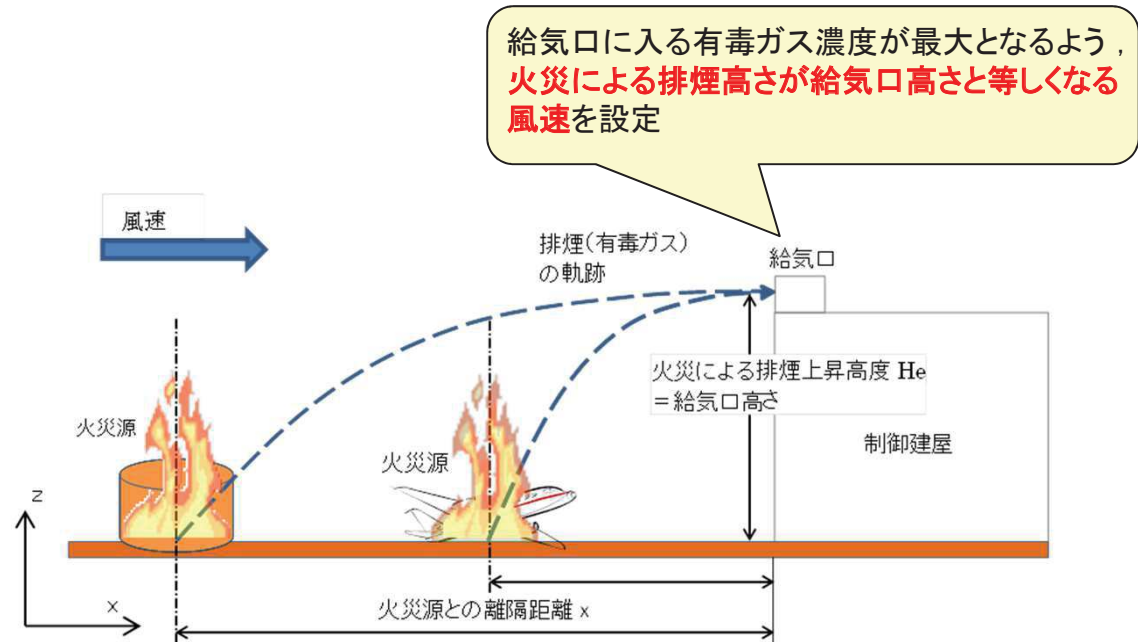 給気口に入る有毒ガス濃度が最大となるよう，
火災による排煙高さが給気口高さと等しくなる
風速を設定
風速
排煙(有毒ガス)
の軌跡
給気口
火災による排煙上昇高度 He
＝給気口高さ
火災源
火災源
制御建屋
z
x
火災源との離隔距離 x